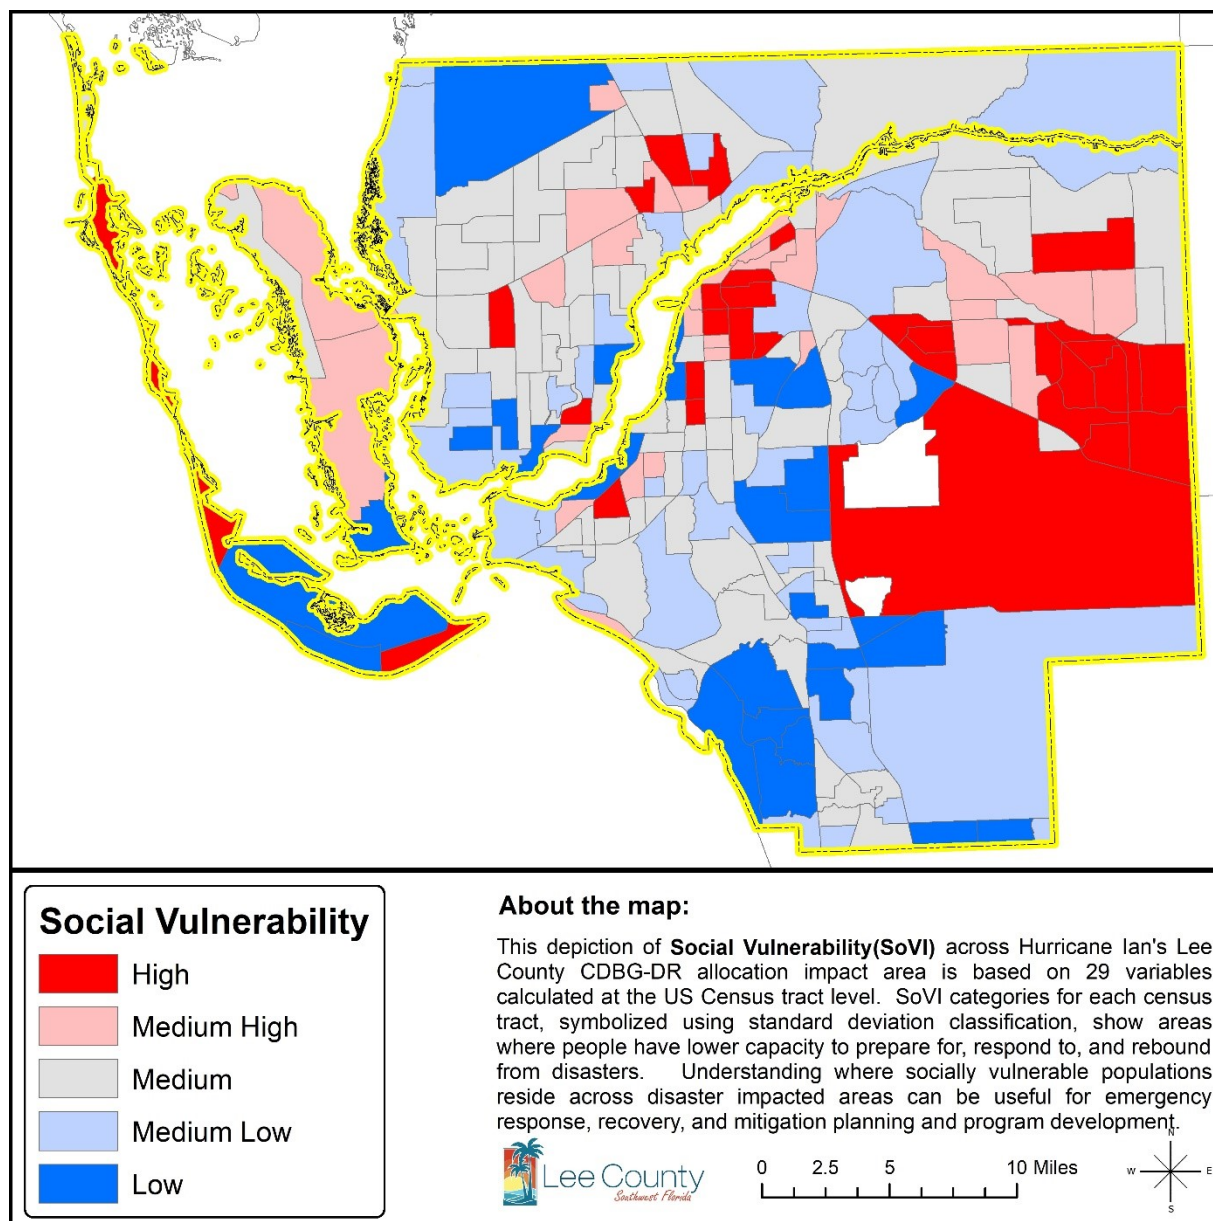 Social Vulnerability
High
Medium High
Medium
Medium Low
Low
About the map:
This depiction of Social Vulnerability(SoVI) across Hurricane Ian's Lee
County CDBG-DR allocation impact area is based on 29 variables
calculated at the US Census tract level. SoVI categories for each census
tract, symbolized using standard deviation classification, show areas
where people have lower capacity to prepare for, respond to, and rebound
from disasters. Understanding where socially vulnerable populations
reside across disaster impacted areas can be useful for emergency
response, recovery, and mitigation planning and program development.
Lee County
Southwest Florida
0 2.5 5 10 Miles
N
W E
S